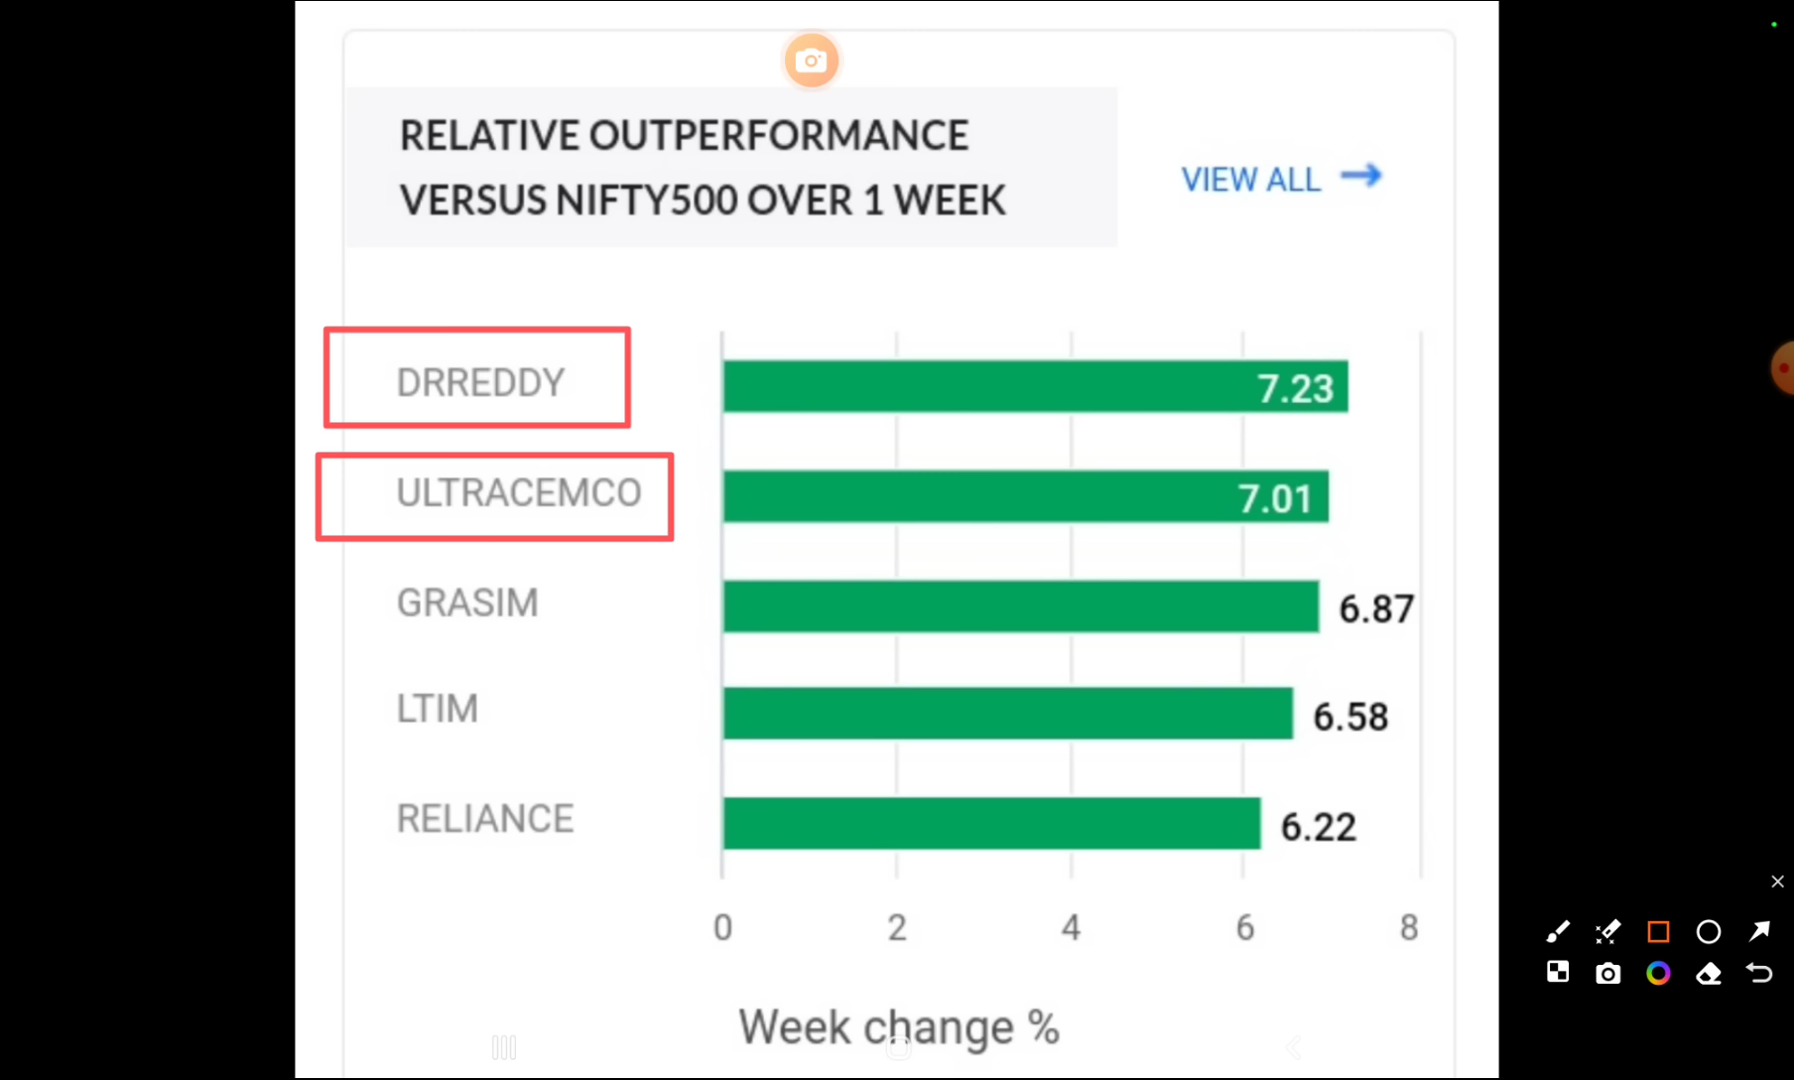 RELATIVE OUTPERFORMANCE
VERSUS NIFTY500 OVER 1 WEEK
VIEW ALL
DRREDDY
7.23
ULTRACEMCO
7.01
GRASIM
6.87
LTIM
6.58
RELIANCE
6.22
0 2 4 6 8
Week change %